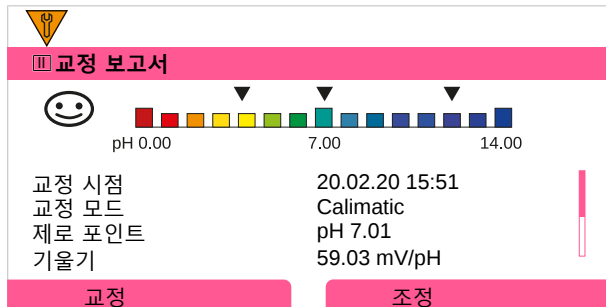 Ⅱ 교정 보고서
pH 0.00 7.00 14.00
교정 시점 20.02.20 15:51
교정 모드 Calimatic
제로 포인트 pH 7.01
기울기 59.03 mV/pH
교정 조정